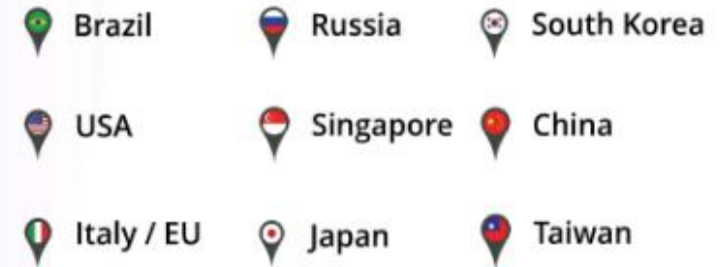 Brazil
Russia
South Korea
USA
Singapore
China
Italy / EU
Japan
Taiwan